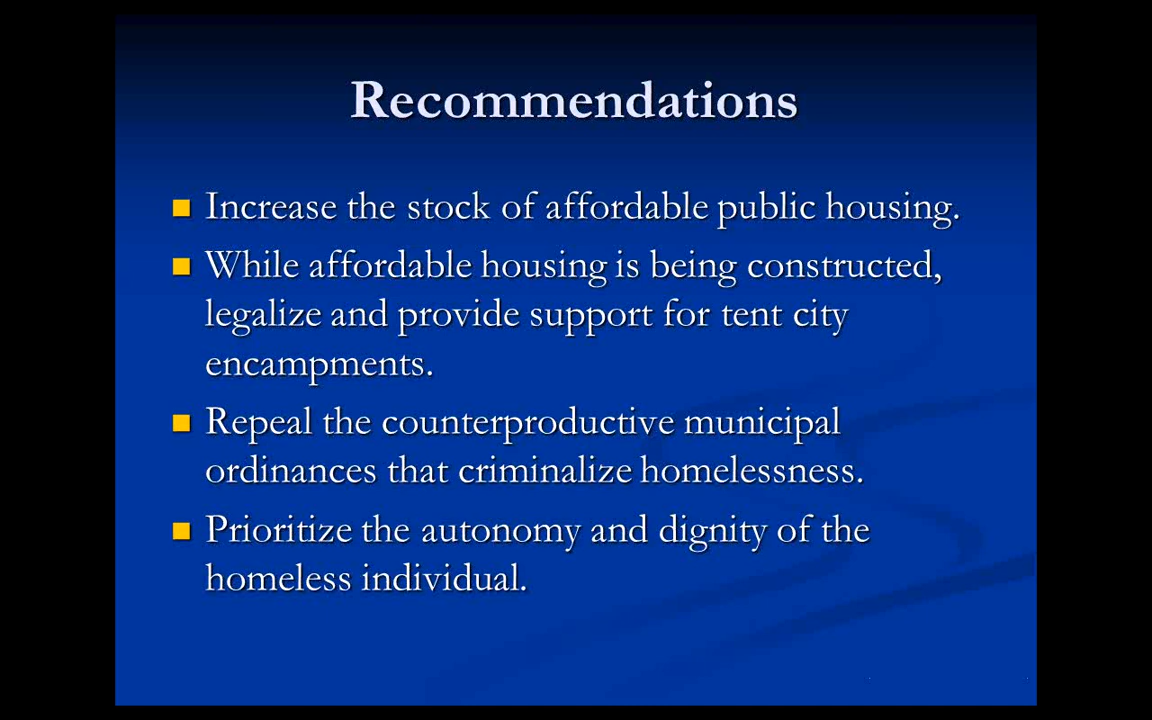 Recommendations
Increase the stock of affordable public housing.
While affordable housing is being constructed,
legalize and provide support for tent city
encampments.
Repeal the counterproductive municipal
ordinances that criminalize homelessness.
Prioritize the autonomy and dignity of the
homeless individual.